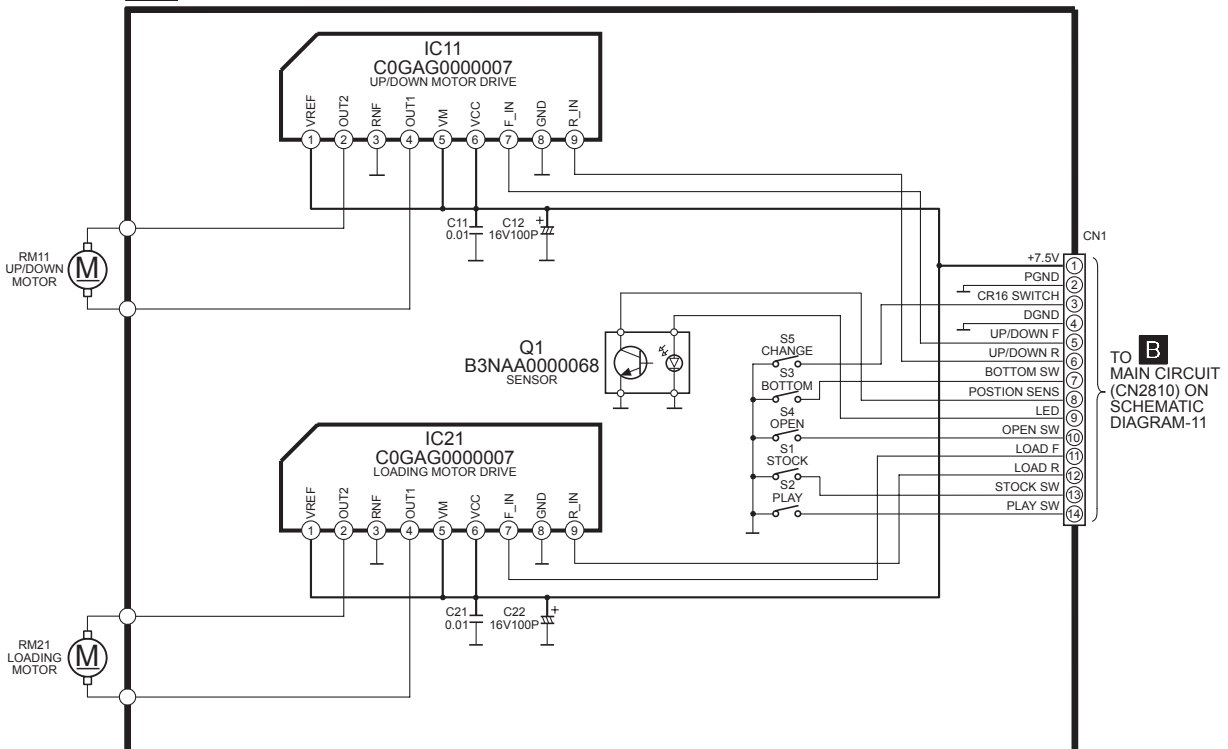 IC11
C0GAG0000007
UP/DOWN MOTOR DRIVE
VREF
OUT2
RNF
OUT1
VM
VCC
F_IN
GND
R_IN
1 2 3 4 5 6 7 8 9
C11
0.01
C12
16V100P
+
RM11
UP/DOWN
MOTOR
M
Q1
B3NAA0000068
SENSOR
S5
CHANGE
S3
BOTTOM
S4
OPEN
S1
STOCK
S2
PLAY
CN1
+7.5V 1
PGND 2
CR16 SWITCH 3
DGND 4
UP/DOWN F 5
UP/DOWN R 6
BOTTOM SW 7
POSTION SENS 8
LED 9
OPEN SW 10
LOAD F 11
LOAD R 12
STOCK SW 13
PLAY SW 14
TO B
MAIN CIRCUIT
(CN2810) ON
SCHEMATIC
DIAGRAM-11
IC21
C0GAG0000007
LOADING MOTOR DRIVE
VREF
OUT2
RNF
OUT1
VM
VCC
F_IN
GND
R_IN
1 2 3 4 5 6 7 8 9
C21
0.01
C22
16V100P
+
RM21
LOADING
MOTOR
M